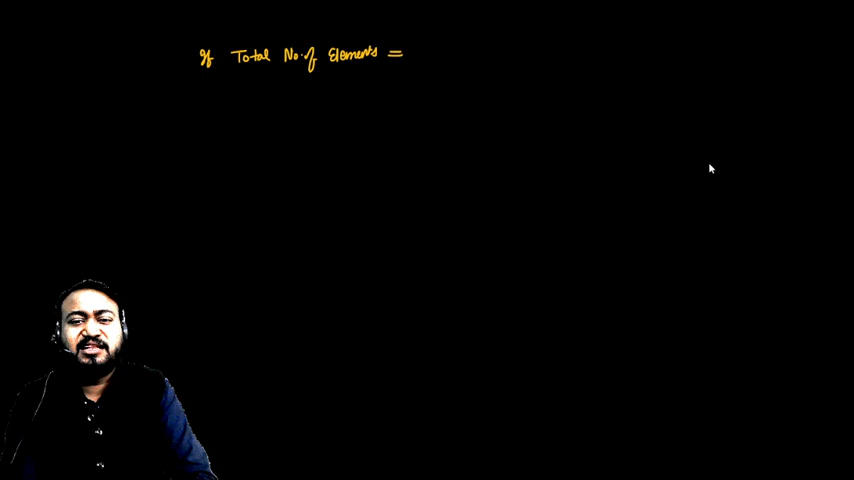 If Total No. of Elements =